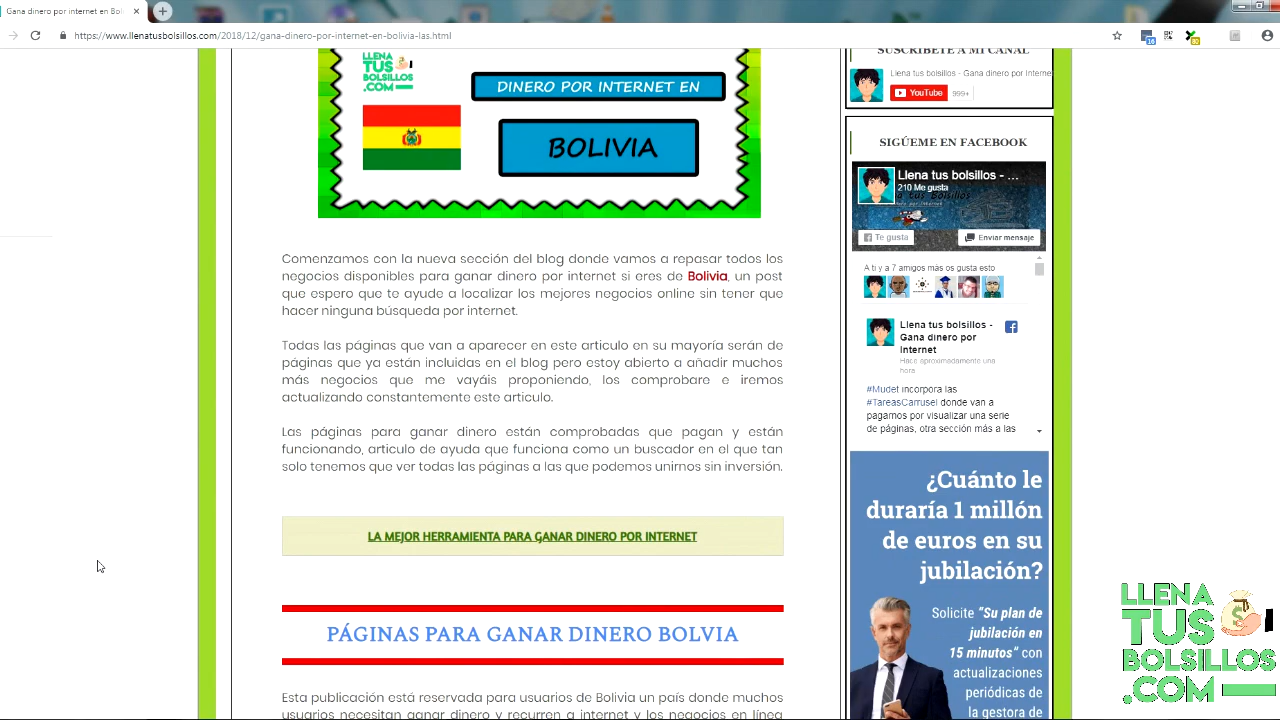 Gana dinero por internet en Boliv
https://www.llenatusbolsillos.com/2018/12/gana-dinero-por-internet-en-bolivia-las.html
16
LLENA
TUS
BOLSILLOS
.COM
DINERO POR INTERNET EN
BOLIVIA
Comenzamos con la nueva sección del blog donde vamos a repasar todos los
negocios disponibles para ganar dinero por internet si eres de Bolivia, un post
que espero que te ayude a localizar los mejores negocios online sin tener que
hacer ninguna búsqueda por internet.
Todas las páginas que van a aparecer en este articulo en su mayoría serán de
páginas que ya están incluidas en el blog pero estoy abierto a añadir muchos
más negocios que me vayáis proponiendo, los comprobare e iremos
actualizando constantemente este articulo.
Las páginas para ganar dinero están comprobadas que pagan y están
funcionando, articulo de ayuda que funciona como un buscador en el que tan
solo tenemos que ver todas las páginas a las que podemos unirnos sin inversión.
LA MEJOR HERRAMIENTA PARA GANAR DINERO POR INTERNET
PÁGINAS PARA GANAR DINERO BOLVIA
Esta publicación está reservada para usuarios de Bolivia un país donde muchos
usuarios necesitan ganar dinero y recurren a internet y los negocios en línea
SUSCRIBETE A MI CANAL
Llena tus bolsillos - Gana dinero por Interne
YouTube 999+
SIGÚEME EN FACEBOOK
Llena tus bolsillos - ...
210 Me gusta
Te gusta
Enviar mensaje
A ti y a 7 amigos más os gusta esto
Llena tus bolsillos -
Gana dinero por
Internet
Hace aproximadamente una
hora
#Mudet incorpora las
#TareasCarrusel donde van a
pagarnos por visualizar una serie
de páginas, otra sección más a las
¿Cuánto le
duraría 1 millón
de euros en su
jubilación?
Solicite "Su plan de
jubilación en
15 minutos" con
actualizaciones
periódicas de
la gestora de
LLENA
TUS
BOLSILLOS
.COM